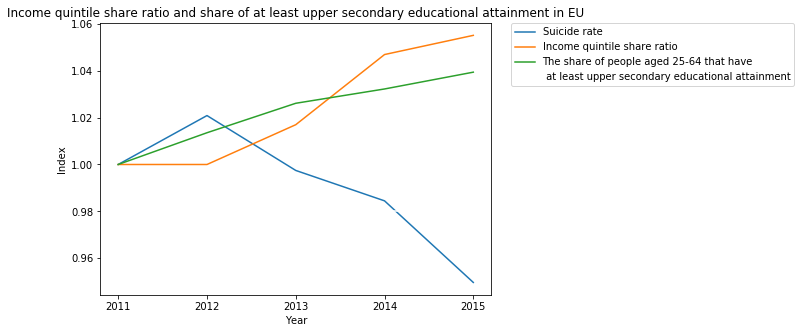 Income quintile share ratio and share of at least upper secondary educational attainment in EU
Suicide rate
Income quintile share ratio
The share of people aged 25-64 that have
at least upper secondary educational attainment
1.06
1.04
1.02
1.00
0.98
0.96
Index
2011 2012 2013 2014 2015
Year